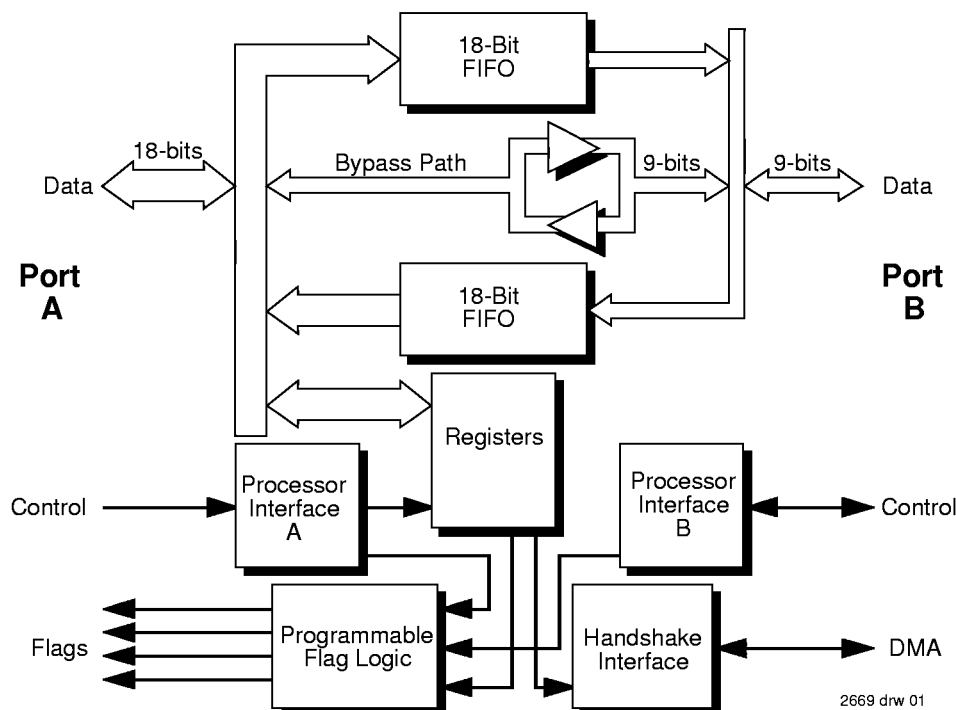 18-Bit
FIFO
18-bits
Bypass Path
9-bits
9-bits
Data
Data
Port
A
Port
B
18-Bit
FIFO
Registers
Control
Processor
Interface
A
Processor
Interface
B
Control
Flags
Programmable
Flag Logic
Handshake
Interface
DMA
2669 drw 01